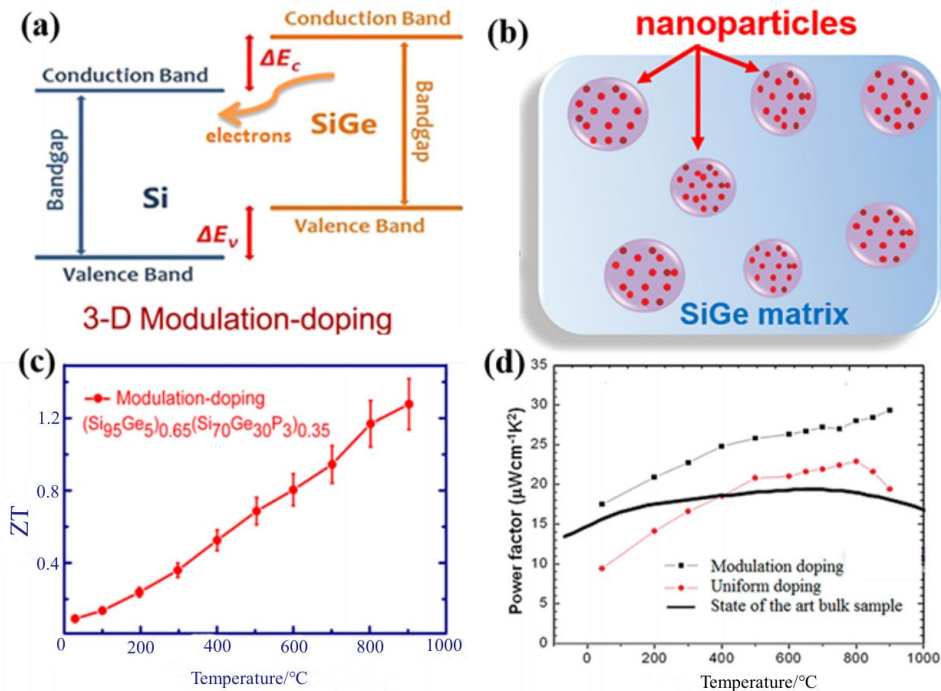 (a)
Conduction Band
ΔEc
Conduction Band
electrons
SiGe
Bandgap
Bandgap
Si
ΔEv
Valence Band
Valence Band
3-D Modulation-doping
(b)
nanoparticles
SiGe matrix
(c)
Modulation-doping
(Si95Ge5)0.65(Si70Ge30P3)0.35
ZT
1.2
0.8
0.4
0
200
400
600
800
1000
Temperature/°C
(d)
Power factor (μWcm-1K2)
35
30
25
20
15
10
5
0
Modulation doping
Uniform doping
State of the art bulk sample
0
200
400
600
800
1000
Temperature/°C